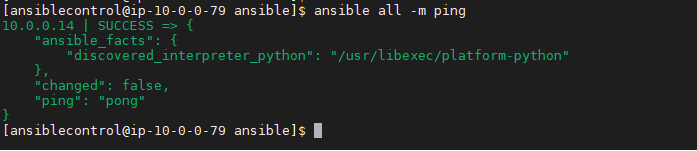 [ansiblecontrol@ip-10-0-0-79 ansible]$ ansible all -m ping
10.0.0.14 | SUCCESS => {
    "ansible_facts": {
        "discovered_interpreter_python": "/usr/libexec/platform-python"
    },
    "changed": false,
    "ping": "pong"
}
[ansiblecontrol@ip-10-0-0-79 ansible]$